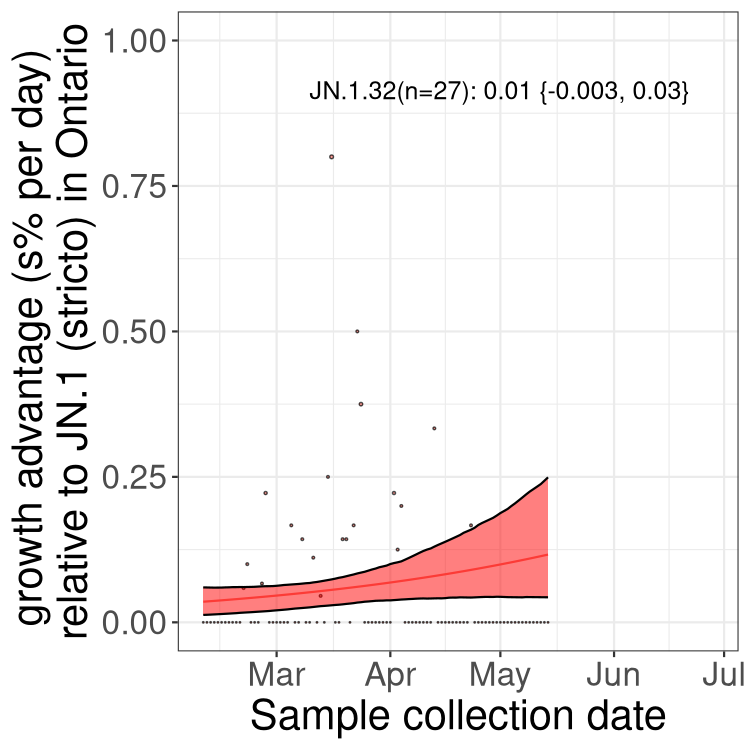 growth advantage (s% per day)
relative to JN.1 (stricto) in Ontario
1.00
0.75
0.50
0.25
0.00
JN.1.32(n=27): 0.01 {-0.003, 0.03}
Mar Apr May Jun Jul
Sample collection date